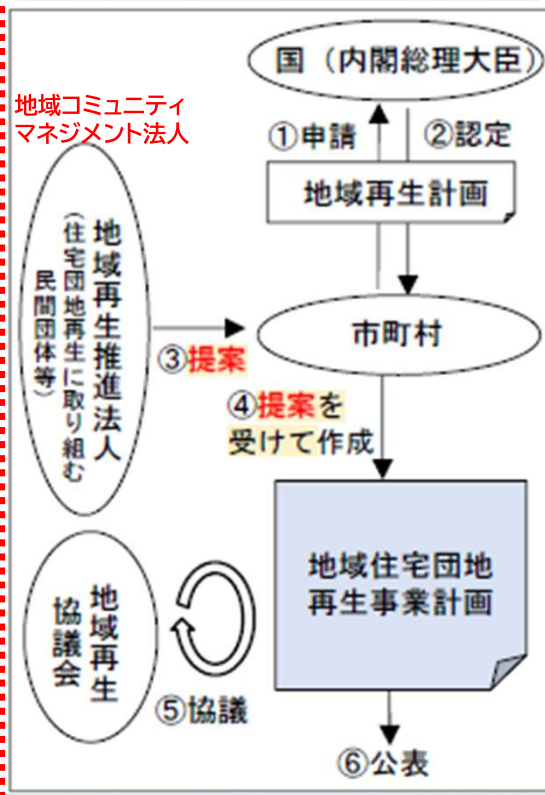 国（内閣総理大臣）
地域コミュニティ
マネジメント法人
①申請
②認定
地域再生計画
地域再生推進法人
（住宅団地再生に取り組む
民間団体等）
③提案
市町村
④提案を
受けて作成
地域住宅団地
再生事業計画
地域再生
協議会
⑤協議
⑥公表